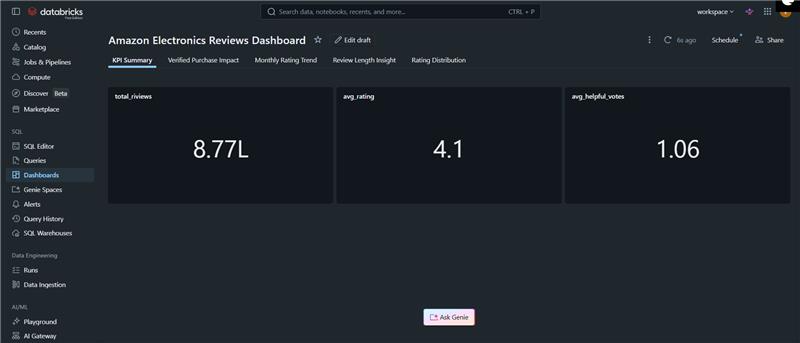 databricks
Free Edition
Search data, notebooks, recents, and more...
CTRL + P
workspace
Recents
Catalog
Jobs & Pipelines
Compute
Discover Beta
Marketplace
SQL
SQL Editor
Queries
Dashboards
Genie Spaces
Alerts
Query History
SQL Warehouses
Data Engineering
Runs
Data Ingestion
AI/ML
Playground
AI Gateway
Amazon Electronics Reviews Dashboard
Edit draft
6s ago
Schedule
Share
KPI Summary
Verified Purchase Impact
Monthly Rating Trend
Review Length Insight
Rating Distribution
total_riviews
8.77L
avg_rating
4.1
avg_helpful_votes
1.06
Ask Genie